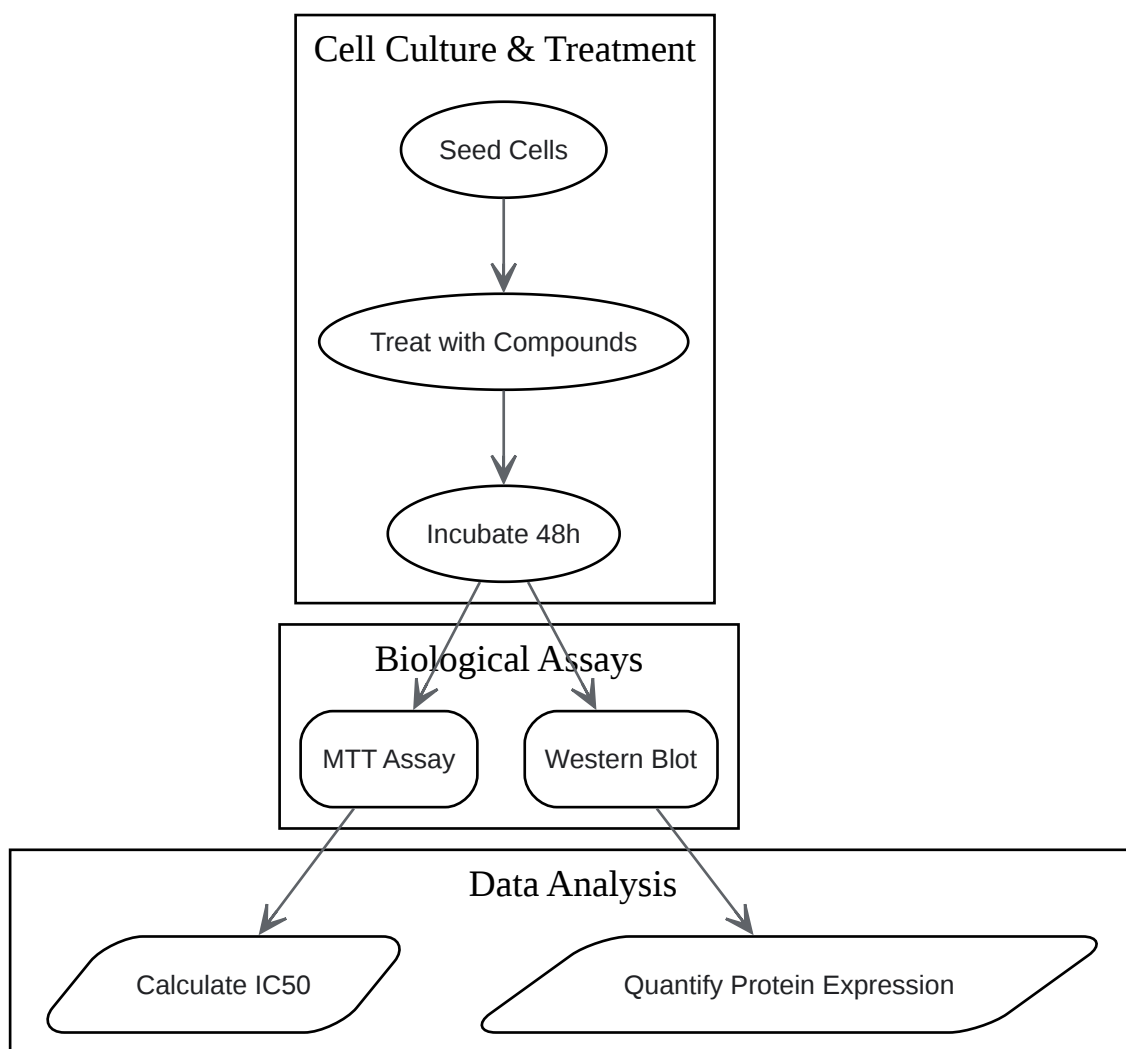 Cell Culture & Treatment
Seed Cells
Treat with Compounds
Incubate 48h
Biological Assays
MTT Assay
Western Blot
Data Analysis
Calculate IC50
Quantify Protein Expression